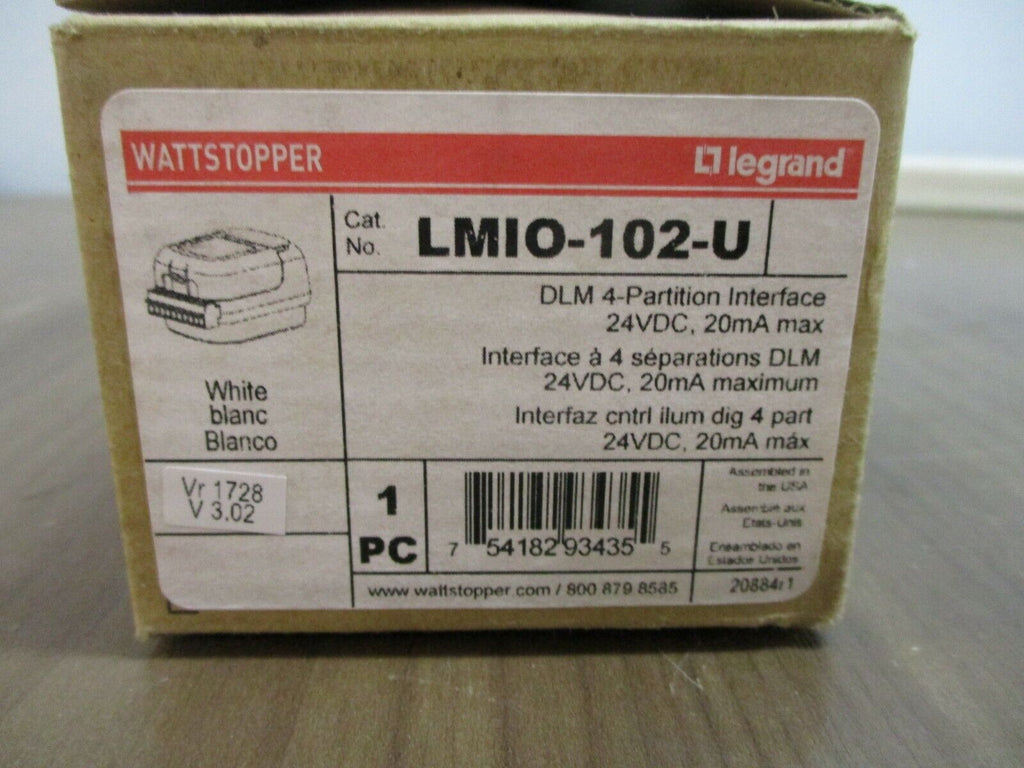 WATTSTOPPER
legrand
Cat.
No.
LMIO-102-U
DLM 4-Partition Interface
24VDC, 20mA max
Interface à 4 séparations DLM
24VDC, 20mA maximum
Interfaz cntrl ilum dig 4 part
24VDC, 20mA máx
White
blanc
Blanco
Vr 1728
V 3.02
1
PC
7 54182 93435 5
Assembled in
the USA
Assemblé aux
États-Unis
Ensamblado en
Estados Unidos
www.wattstopper.com / 800 879 8585
20884r1